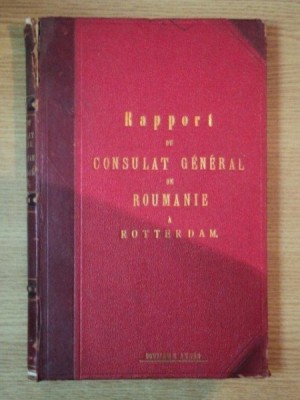 Rapport
DU
CONSULAT GÉNÉRAL
DE
ROUMANIE
A
ROTTERDAM.